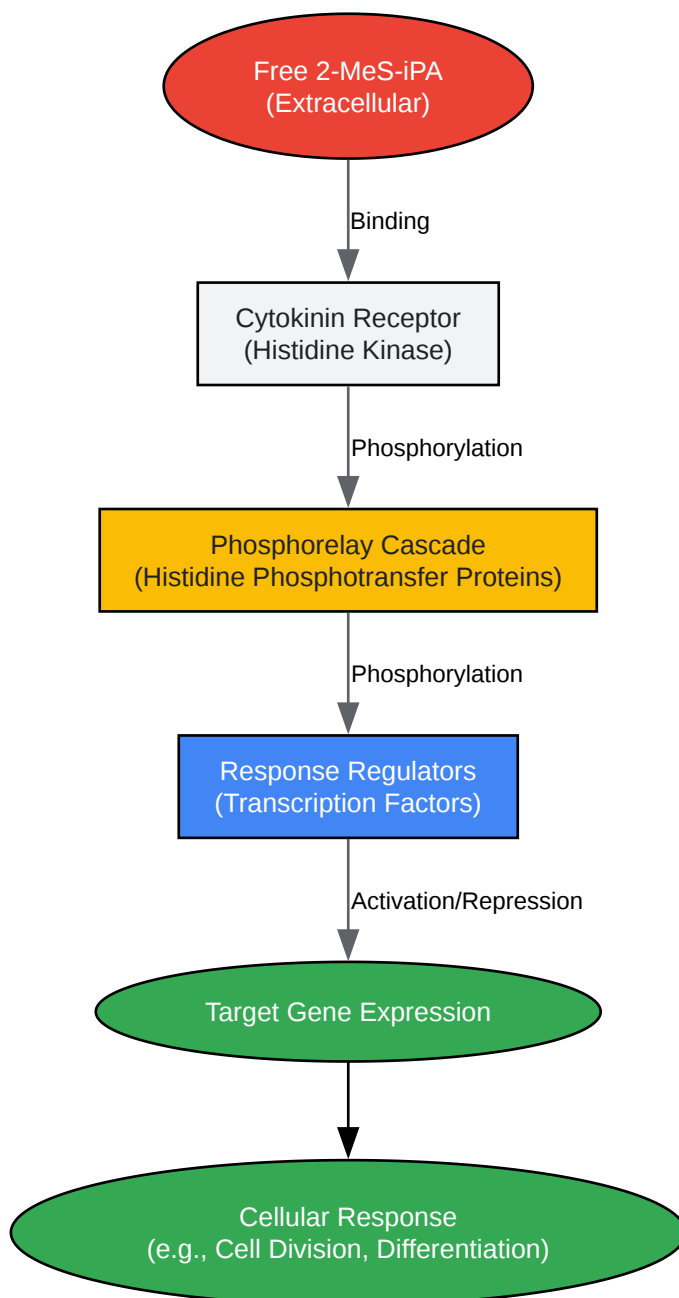 Free 2-MeS-iPA
(Extracellular)
Binding
Cytokinin Receptor
(Histidine Kinase)
Phosphorylation
Phosphorelay Cascade
(Histidine Phosphotransfer Proteins)
Phosphorylation
Response Regulators
(Transcription Factors)
Activation/Repression
Target Gene Expression
Cellular Response
(e.g., Cell Division, Differentiation)